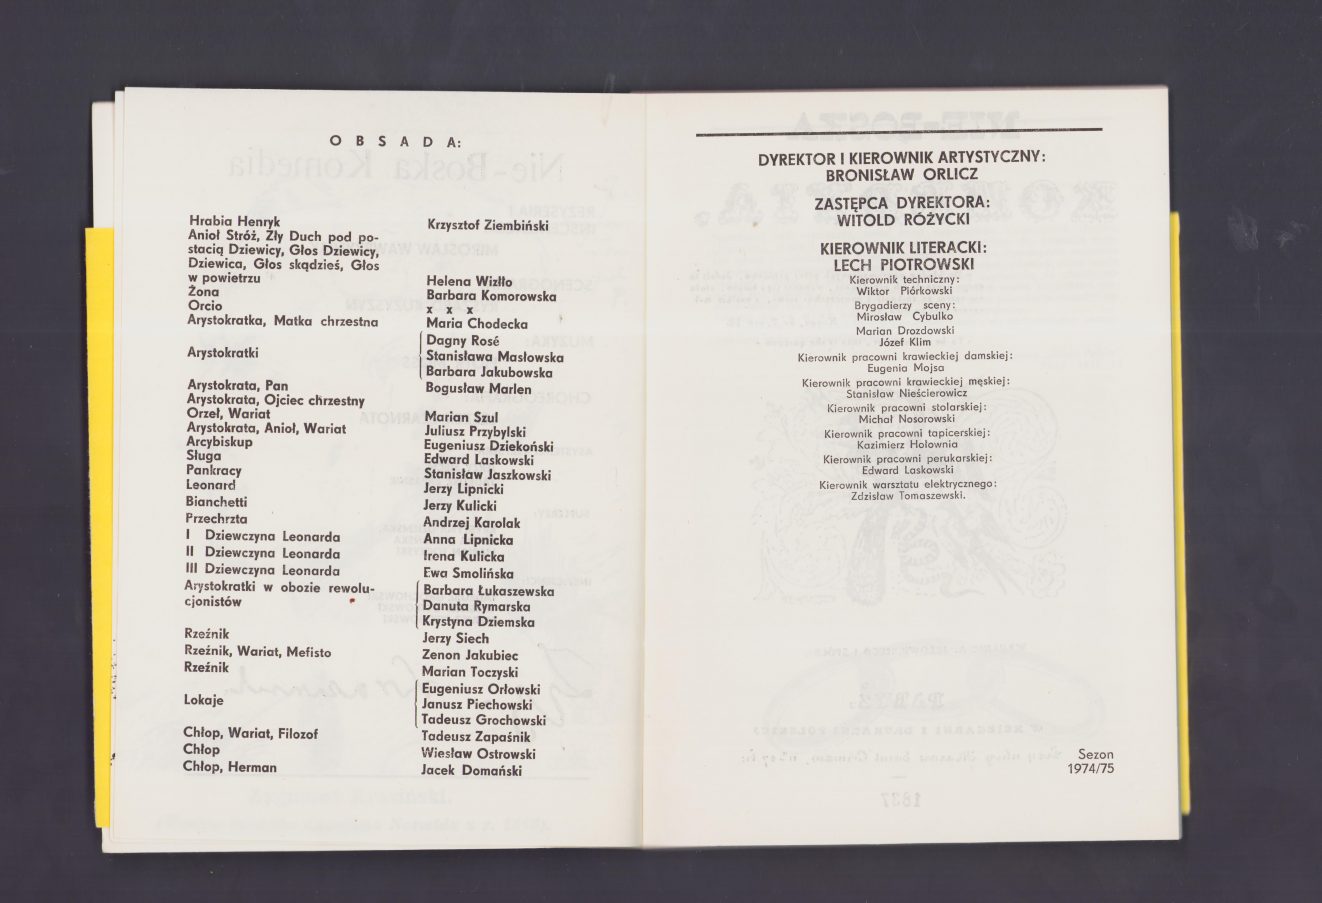 OBSADA:
Hrabia Henryk Krzysztof Ziembiński
Anioł Stróż, Zły Duch pod po-
stacią Dziewicy, Głos Dziewicy,
Dziewica, Głos skądzieś, Głos
w powietrzu Helena Wizłło
Żona Barbara Komorowska
Orcio x x x
Arystokratka, Matka chrzestna Maria Chodecka
Dagny Rosé
Arystokratki Stanisława Masłowska
Barbara Jakubowska
Arystokrata, Pan Bogusław Marlen
Arystokrata, Ojciec chrzestny
Orzeł, Wariat Marian Szul
Arystokrata, Anioł, Wariat Juliusz Przybylski
Arcybiskup Eugeniusz Dziekoński
Sługa Edward Laskowski
Pankracy Stanisław Jaszkowski
Leonard Jerzy Lipnicki
Bianchetti Jerzy Kulicki
Przechrzta Andrzej Karolak
I Dziewczyna Leonarda Anna Lipnicka
II Dziewczyna Leonarda Irena Kulicka
III Dziewczyna Leonarda Ewa Smolińska
Arystokratki w obozie rewolu- Barbara Łukaszewska
cjonistów Danuta Rymarska
Krystyna Dziemska
Rzeźnik Jerzy Siech
Rzeźnik, Wariat, Mefisto Zenon Jakubiec
Rzeźnik Marian Toczyski
Eugeniusz Orłowski
Lokaje Janusz Piechowski
Tadeusz Grochowski
Chłop, Wariat, Filozof Tadeusz Zapaśnik
Chłop Wiesław Ostrowski
Chłop, Herman Jacek Domański
DYREKTOR I KIEROWNIK ARTYSTYCZNY:
BRONISŁAW ORLICZ
ZASTĘPCA DYREKTORA:
WITOLD RÓŻYCKI
KIEROWNIK LITERACKI:
LECH PIOTROWSKI
Kierownik techniczny:
Wiktor Piórkowski
Brygadierzy sceny:
Mirosław Cybulko
Marian Drozdowski
Józef Klim
Kierownik pracowni krawieckiej damskiej:
Eugenia Mojsa
Kierownik pracowni krawieckiej męskiej:
Stanisław Nieścierowicz
Kierownik pracowni stolarskiej:
Michał Nosorowski
Kierownik pracowni tapicerskiej:
Kazimierz Hołownia
Kierownik pracowni perukarskiej:
Edward Laskowski
Kierownik warsztatu elektrycznego:
Zdzisław Tomaszewski.
Sezon
1974/75